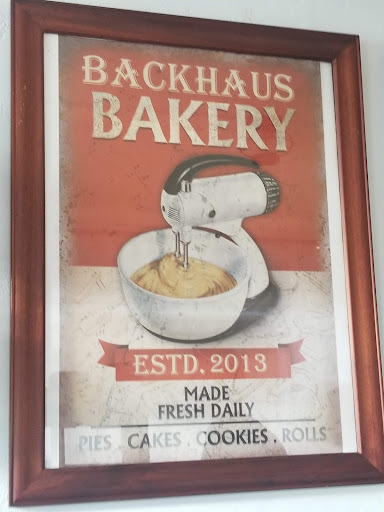 BACKHAUS
BAKERY
ESTD. 2013
MADE
FRESH DAILY
PIES . CAKES . COOKIES . ROLLS